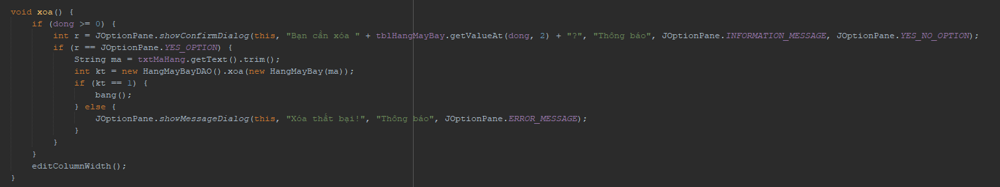 void xoa() {
    if (dong >= 0) {
        int r = JOptionPane.showConfirmDialog(this, "Bạn cần xóa " + tblHangMayBay.getValueAt(dong, 2) + "?", "Thông báo", JOptionPane.INFORMATION_MESSAGE, JOptionPane.YES_NO_OPTION);
        if (r == JOptionPane.YES_OPTION) {
            String ma = txtMaHang.getText().trim();
            int kt = new HangMayBayDAO().xoa(new HangMayBay(ma));
            if (kt == 1) {
                bang();
            } else {
                JOptionPane.showMessageDialog(this, "Xóa thất bại!", "Thông báo", JOptionPane.ERROR_MESSAGE);
            }
        }
    }
    editColumnWidth();
}